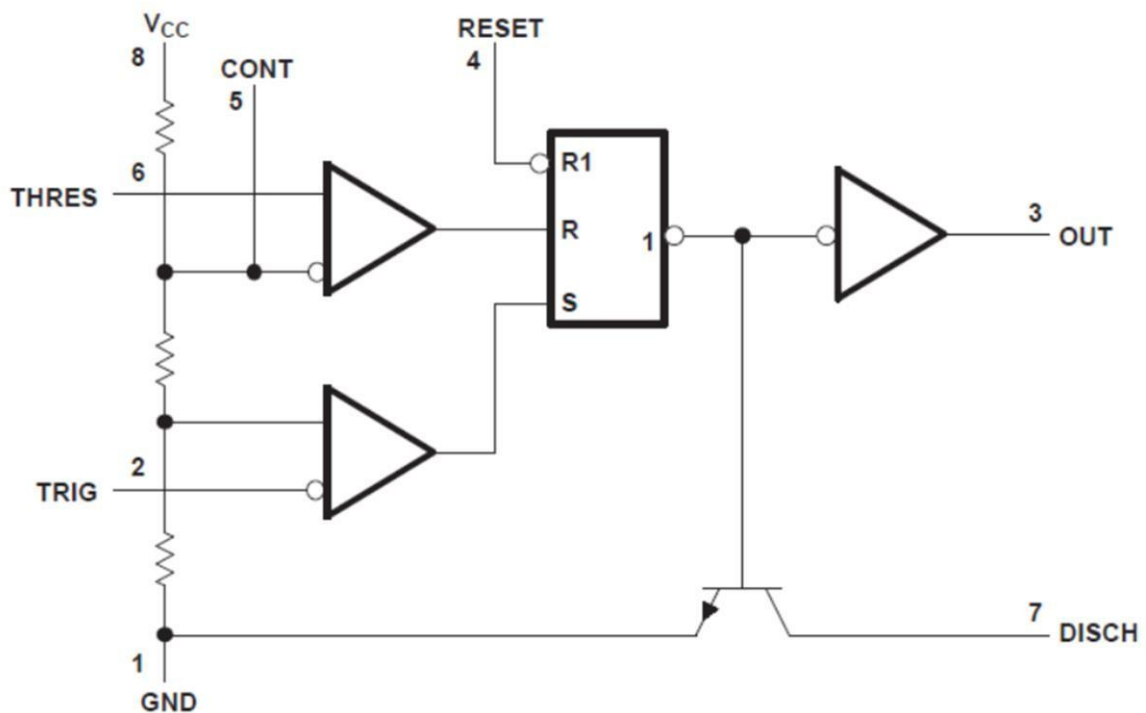 VCC
8
RESET
4
CONT
5
6
THRES
R1
R
S
1
3
OUT
2
TRIG
7
DISCH
1
GND